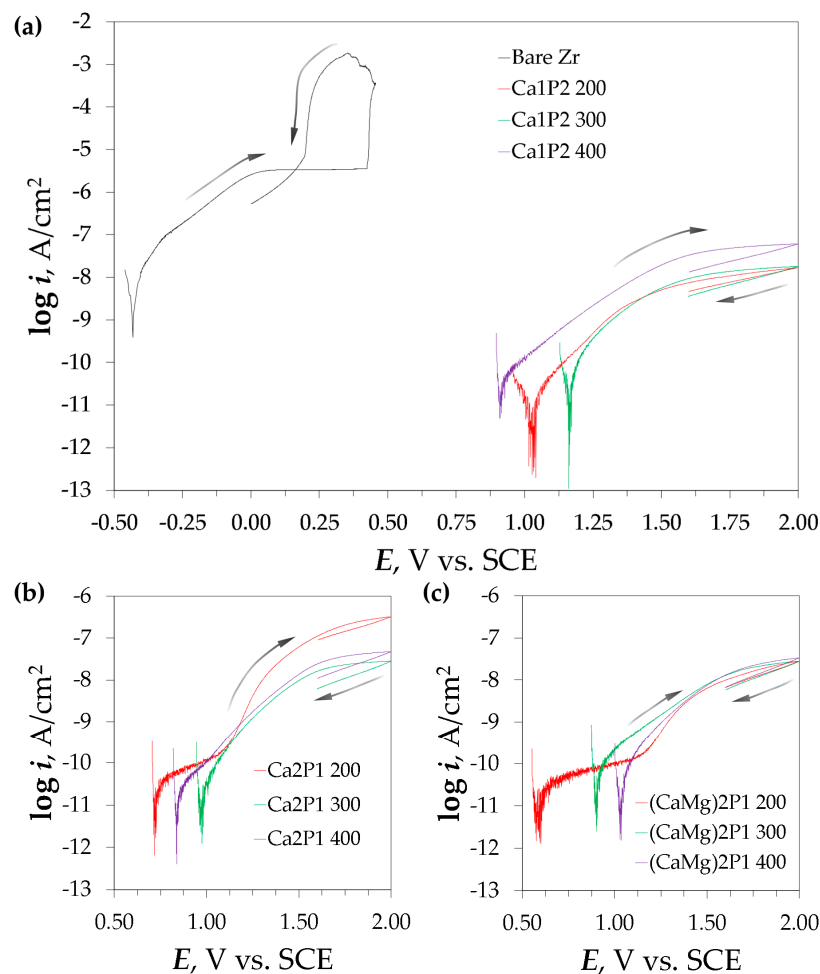 (a)
-2
-3
-4
-5
-6
-7
-8
-9
-10
-11
-12
-13
log i, A/cm2
Bare Zr
Ca1P2 200
Ca1P2 300
Ca1P2 400
-0.50 -0.25 0.00 0.25 0.50 0.75 1.00 1.25 1.50 1.75 2.00
E, V vs. SCE
(b)
-6
-7
-8
-9
-10
-11
-12
-13
log i, A/cm2
Ca2P1 200
Ca2P1 300
Ca2P1 400
0.50 1.00 1.50 2.00
E, V vs. SCE
(c)
-6
-7
-8
-9
-10
-11
-12
-13
log i, A/cm2
(CaMg)2P1 200
(CaMg)2P1 300
(CaMg)2P1 400
0.50 1.00 1.50 2.00
E, V vs. SCE